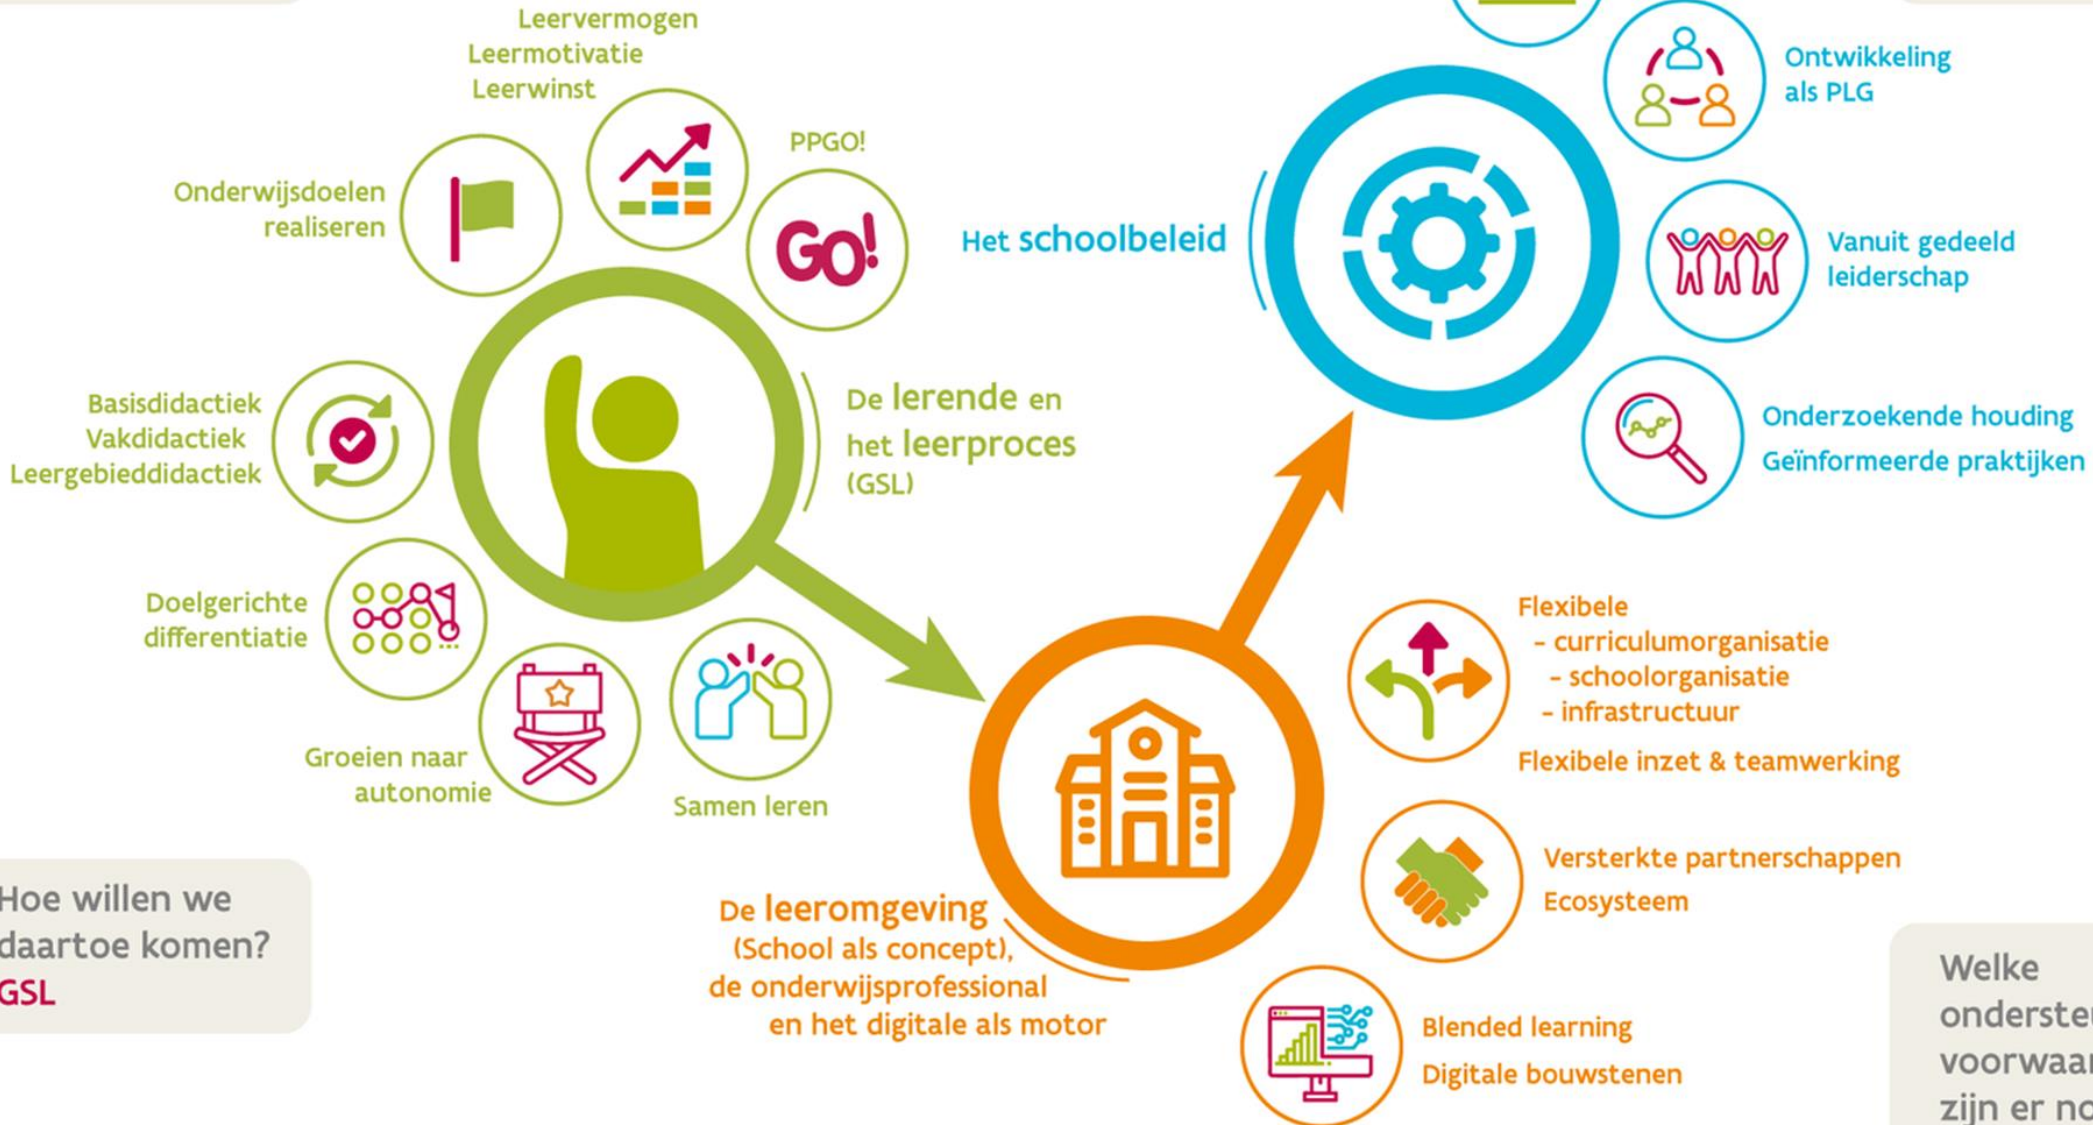 Leervermogen
Leermotivatie
Leerwinst
PPGO!
GO!
Onderwijsdoelen
realiseren
Basisdidactiek
Vakdidactiek
Leergebieddidactiek
De lerende en
het leerproces
(GSL)
Doelgerichte
differentiatie
Groeien naar
autonomie
Samen leren
Hoe willen we
daartoe komen?
GSL
Het schoolbeleid
Ontwikkeling
als PLG
Vanuit gedeeld
leiderschap
Onderzoekende houding
Geïnformeerde praktijken
De leeromgeving
(School als concept),
de onderwijsprofessional
en het digitale als motor
Flexibele
- curriculumorganisatie
- schoolorganisatie
- infrastructuur
Flexibele inzet & teamwerking
Versterkte partnerschappen
Ecosysteem
Blended learning
Digitale bouwstenen
Welke
zijn er